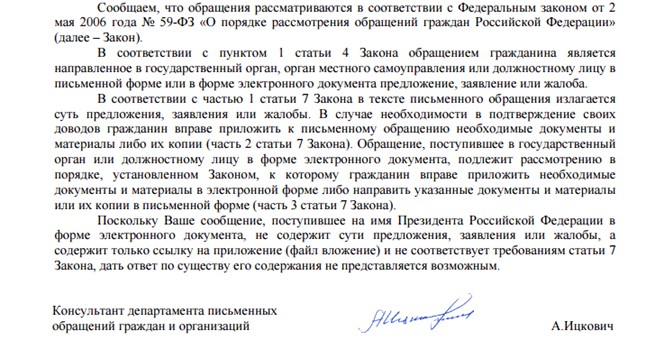 Сообщаем, что обращения рассматриваются в соответствии с Федеральным законом от 2
мая 2006 года № 59-ФЗ «О порядке рассмотрения обращений граждан Российской Федерации»
(далее – Закон).
В соответствии с пунктом 1 статьи 4 Закона обращением гражданина является
направленное в государственный орган, орган местного самоуправления или должностному лицу в
письменной форме или в форме электронного документа предложение, заявление или жалоба.
В соответствии с частью 1 статьи 7 Закона в тексте письменного обращения излагается
суть предложения, заявления или жалобы. В случае необходимости в подтверждение своих
доводов гражданин вправе приложить к письменному обращению необходимые документы и
материалы либо их копии (часть 2 статьи 7 Закона). Обращение, поступившее в государственный
орган или должностному лицу в форме электронного документа, подлежит рассмотрению в
порядке, установленном Законом, к которому гражданин вправе приложить необходимые
документы и материалы в электронной форме либо направить указанные документы и материалы
или их копии в письменной форме (часть 3 статьи 7 Закона).
Поскольку Ваше сообщение, поступившее на имя Президента Российской Федерации в
форме электронного документа, не содержит сути предложения, заявления или жалобы, а
содержит только ссылку на приложение (файл вложение) и не соответствует требованиям статьи 7
Закона, дать ответ по существу его содержания не представляется возможным.
Консультант департамента письменных
обращений граждан и организаций
А.Ицкович